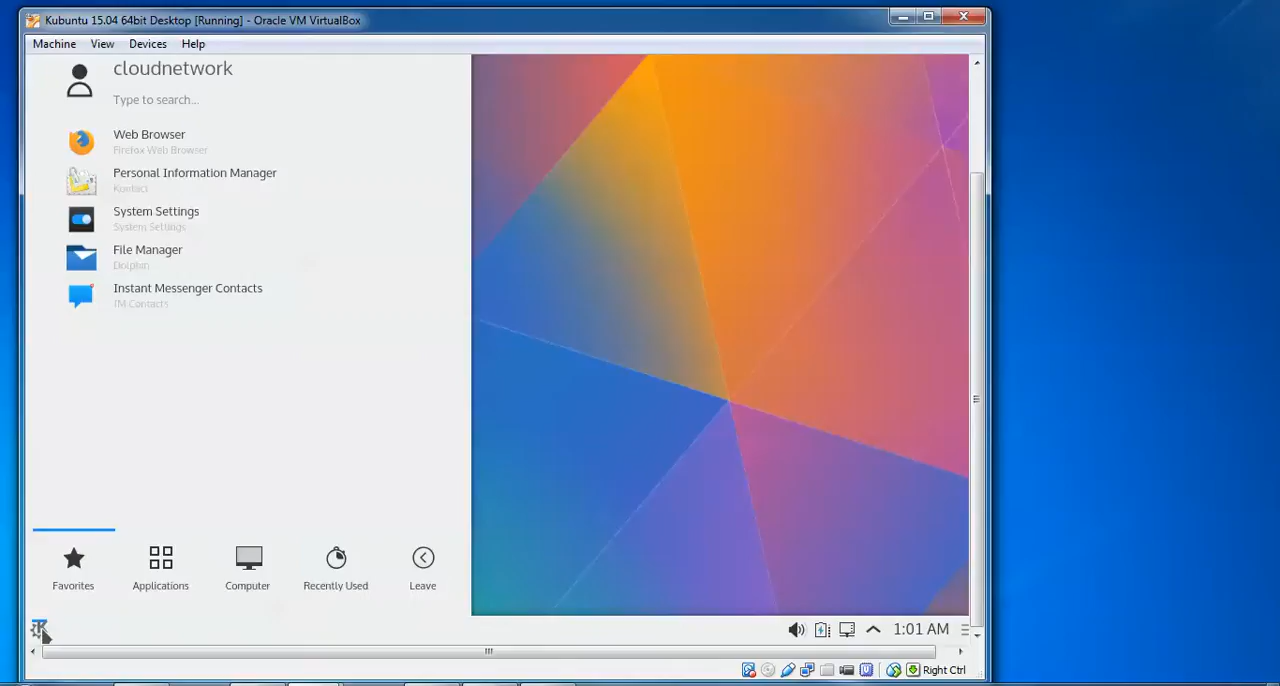 Kubuntu 15.04 64bit Desktop [Running] - Oracle VM VirtualBox
Machine View Devices Help
cloudnetwork
Type to search...
Web Browser
Firefox Web Browser
Personal Information Manager
Kontact
System Settings
System Settings
File Manager
Dolphin
Instant Messenger Contacts
IM Contacts
Favorites Applications Computer Recently Used Leave
1:01 AM
Right Ctrl